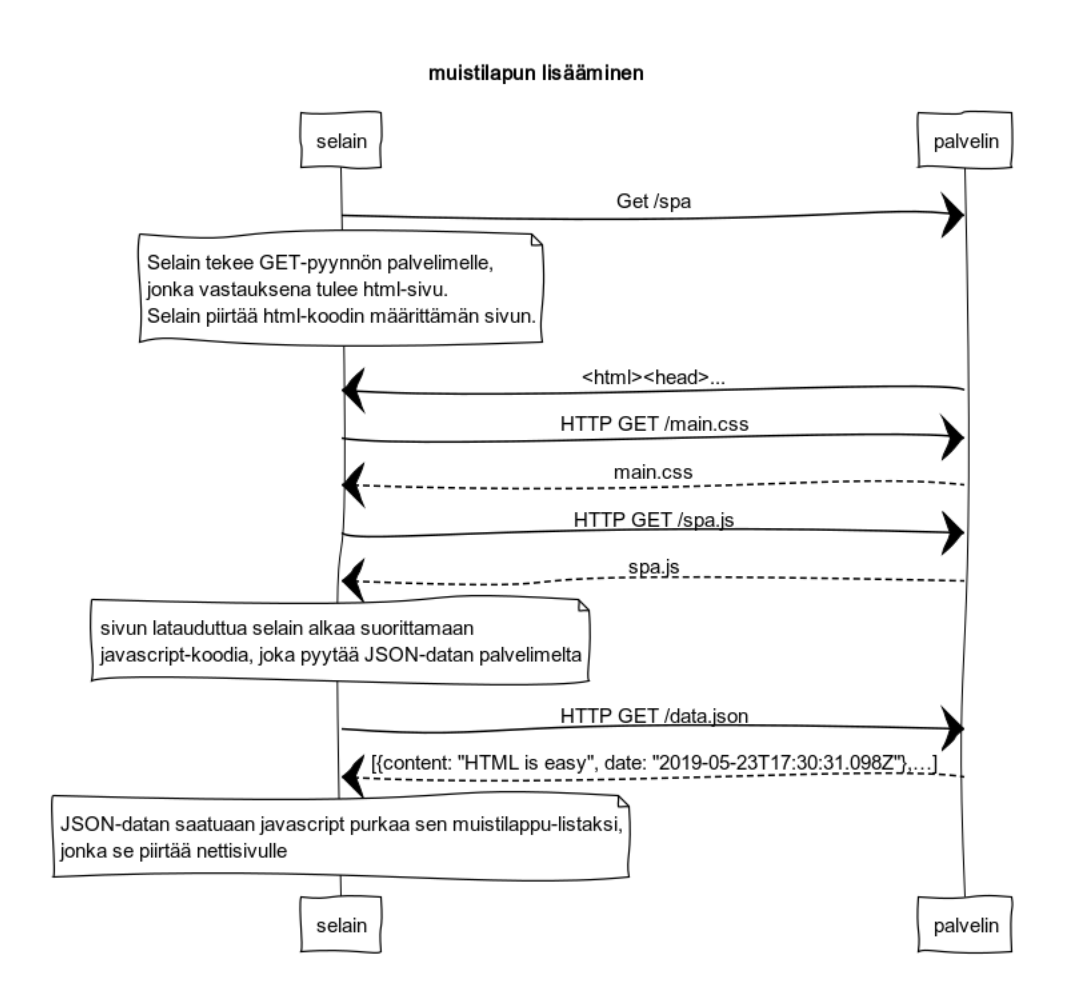 muistilapun lisääminen
selain
palvelin
Get /spa
Selain tekee GET-pyynnön palvelimelle,
jonka vastauksena tulee html-sivu.
Selain piirtää html-koodin määrittämän sivun.
<html><head>...
HTTP GET /main.css
main.css
HTTP GET /spa.js
spa.js
sivun latauduttua selain alkaa suorittamaan
javascript-koodia, joka pyytää JSON-datan palvelimelta
HTTP GET /data.json
[{content: "HTML is easy", date: "2019-05-23T17:30:31.098Z"},…]
JSON-datan saatuaan javascript purkaa sen muistilappu-listaksi,
jonka se piirtää nettisivulle
selain
palvelin